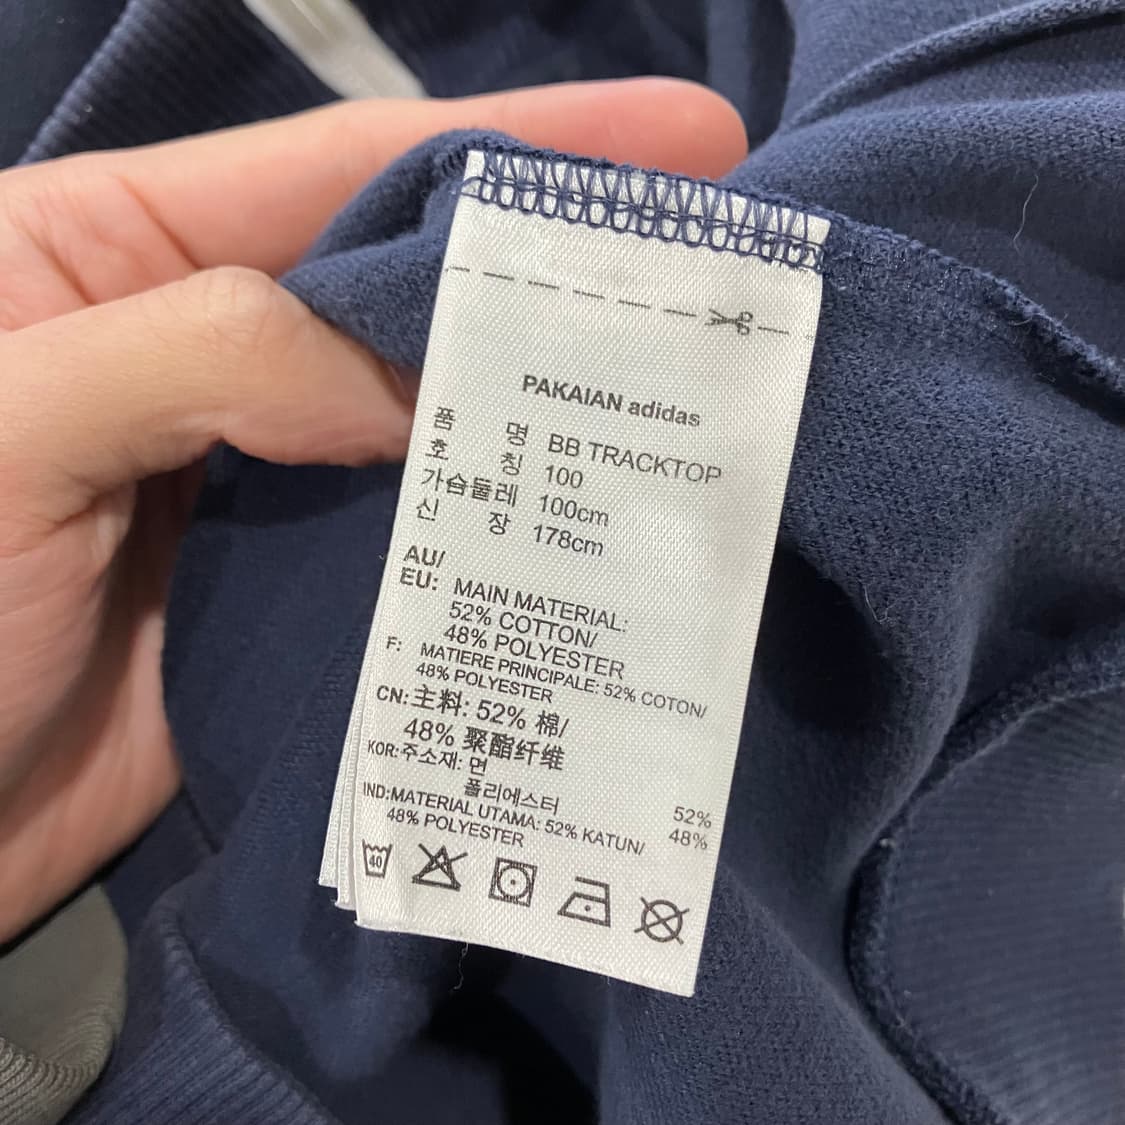 PAKAIAN adidas
품 명 BB TRACKTOP
호 칭 100
가슴둘레 100cm
신 장 178cm
AU/
EU: MAIN MATERIAL:
52% COTTON/
48% POLYESTER
F: MATIERE PRINCIPALE: 52% COTON/
48% POLYESTER
CN: 主料: 52% 棉/
48% 聚酯纤维
KOR: 주소재: 면 52%
폴리에스터 48%
IND: MATERIAL UTAMA: 52% KATUN/
48% POLYESTER
40